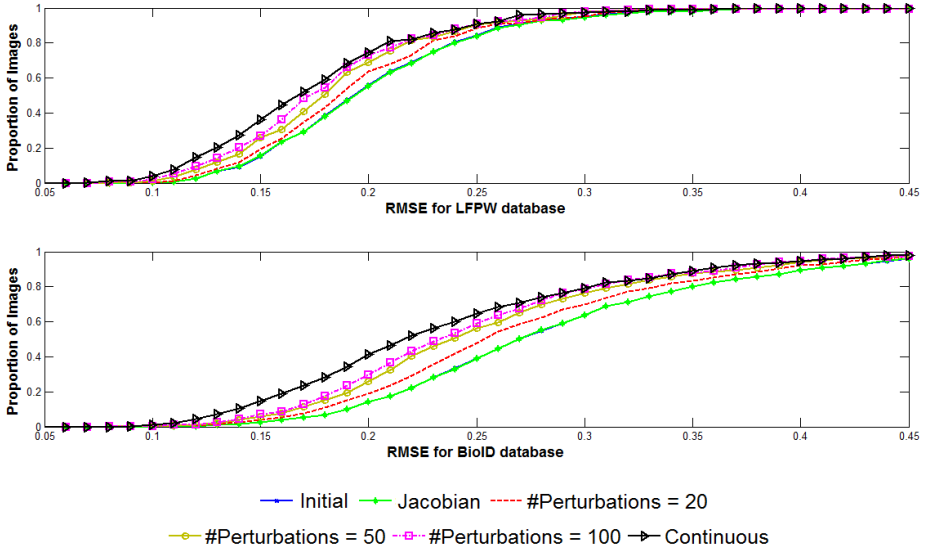 Proportion of Images
1
0.8
0.6
0.4
0.2
0
0.05 0.1 0.15 0.2 0.25 0.3 0.35 0.4 0.45
RMSE for LFPW database
Proportion of Images
1
0.8
0.6
0.4
0.2
0
0.05 0.1 0.15 0.2 0.25 0.3 0.35 0.4 0.45
RMSE for BioID database
Initial Jacobian #Perturbations = 20
#Perturbations = 50 #Perturbations = 100 Continuous